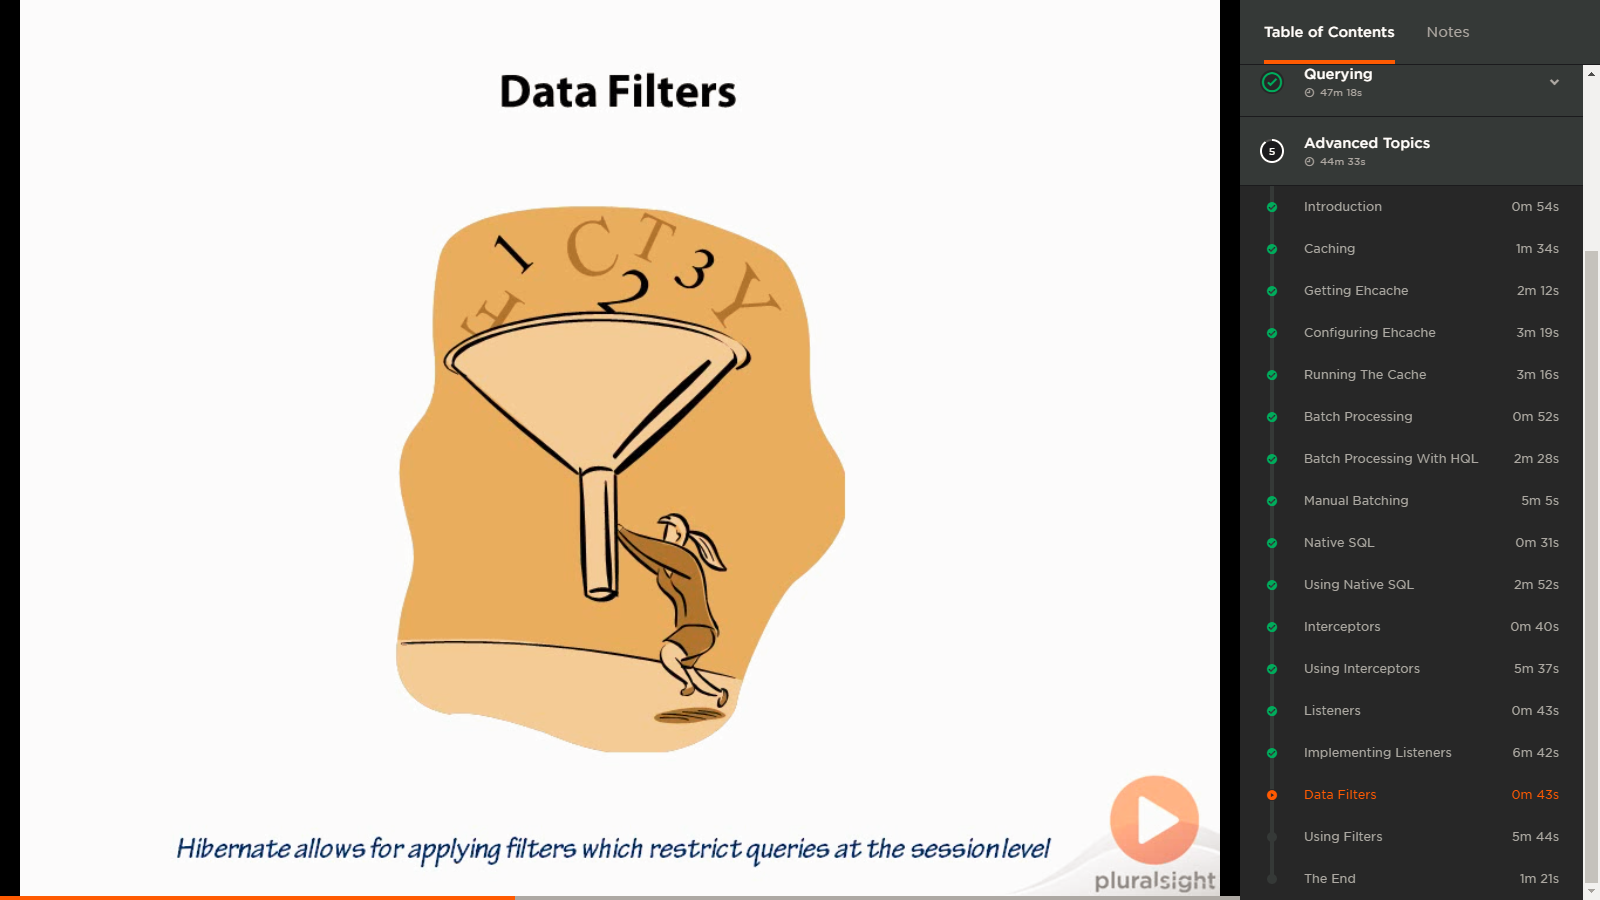 Data Filters
1 C T 3 Y
H 2
Hibernate allows for applying filters which restrict queries at the session level
pluralsight
Table of Contents
Notes
Querying
47m 18s
5
Advanced Topics
44m 33s
Introduction 0m 54s
Caching 1m 34s
Getting Ehcache 2m 12s
Configuring Ehcache 3m 19s
Running The Cache 3m 16s
Batch Processing 0m 52s
Batch Processing With HQL 2m 28s
Manual Batching 5m 5s
Native SQL 0m 31s
Using Native SQL 2m 52s
Interceptors 0m 40s
Using Interceptors 5m 37s
Listeners 0m 43s
Implementing Listeners 6m 42s
Data Filters 0m 43s
Using Filters 5m 44s
The End 1m 21s